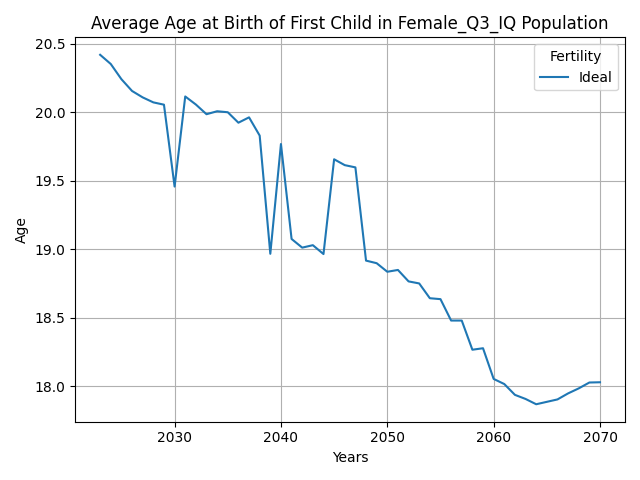 Average Age at Birth of First Child in Female_Q3_IQ Population
Fertility
Ideal
20.5
20.0
19.5
19.0
18.5
18.0
Age
2030
2040
2050
2060
2070
Years